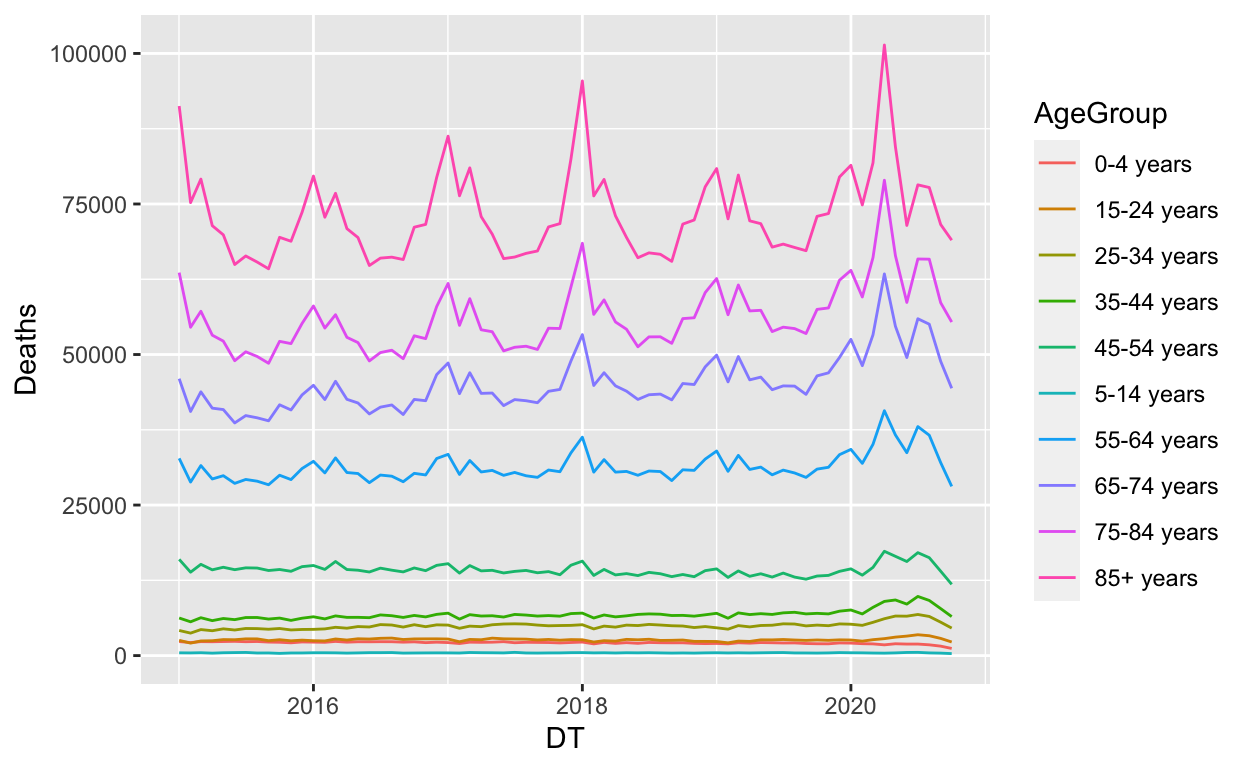 100000
75000
50000
25000
0
Deaths
2016
2018
2020
DT
AgeGroup
0-4 years
15-24 years
25-34 years
35-44 years
45-54 years
5-14 years
55-64 years
65-74 years
75-84 years
85+ years